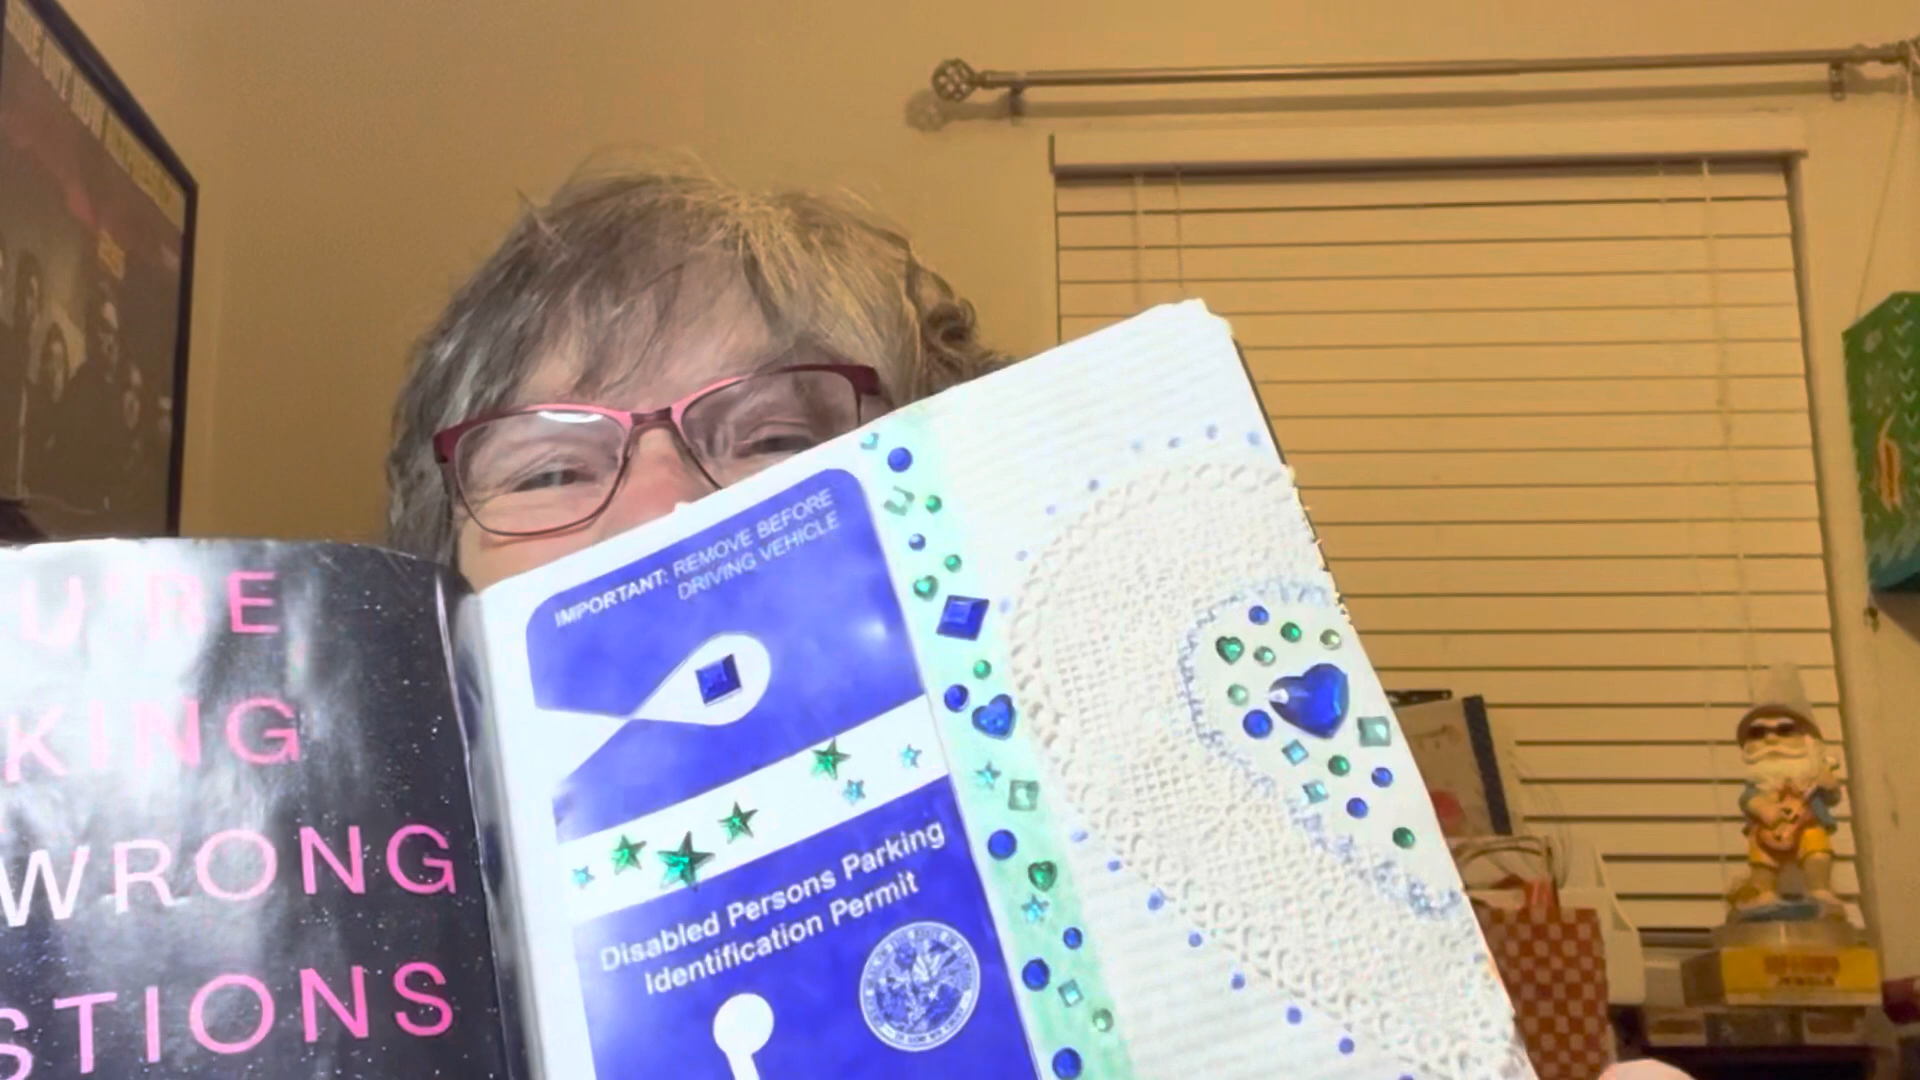 U'RE
KING
WRONG
STIONS
IMPORTANT: REMOVE BEFORE
DRIVING VEHICLE
Disabled Persons Parking
Identification Permit